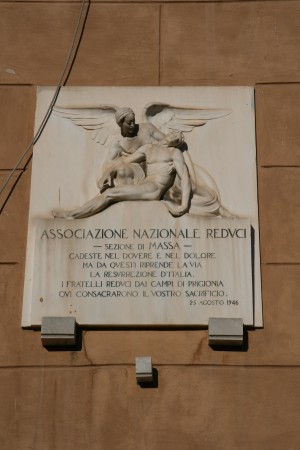 ASSOCIAZIONE NAZIONALE REDVCI
— SEZIONE DI MASSA —
CADESTE NEL DOVERE E NEL DOLORE
MA DA QVESTI RIPRENDE LA VIA
LA RESVRREZIONE D'ITALIA.
I FRATELLI REDVCI DAI CAMPI DI PRIGIONIA
QVI CONSACRARONO IL VOSTRO SACRIFICIO.
25 AGOSTO 1946